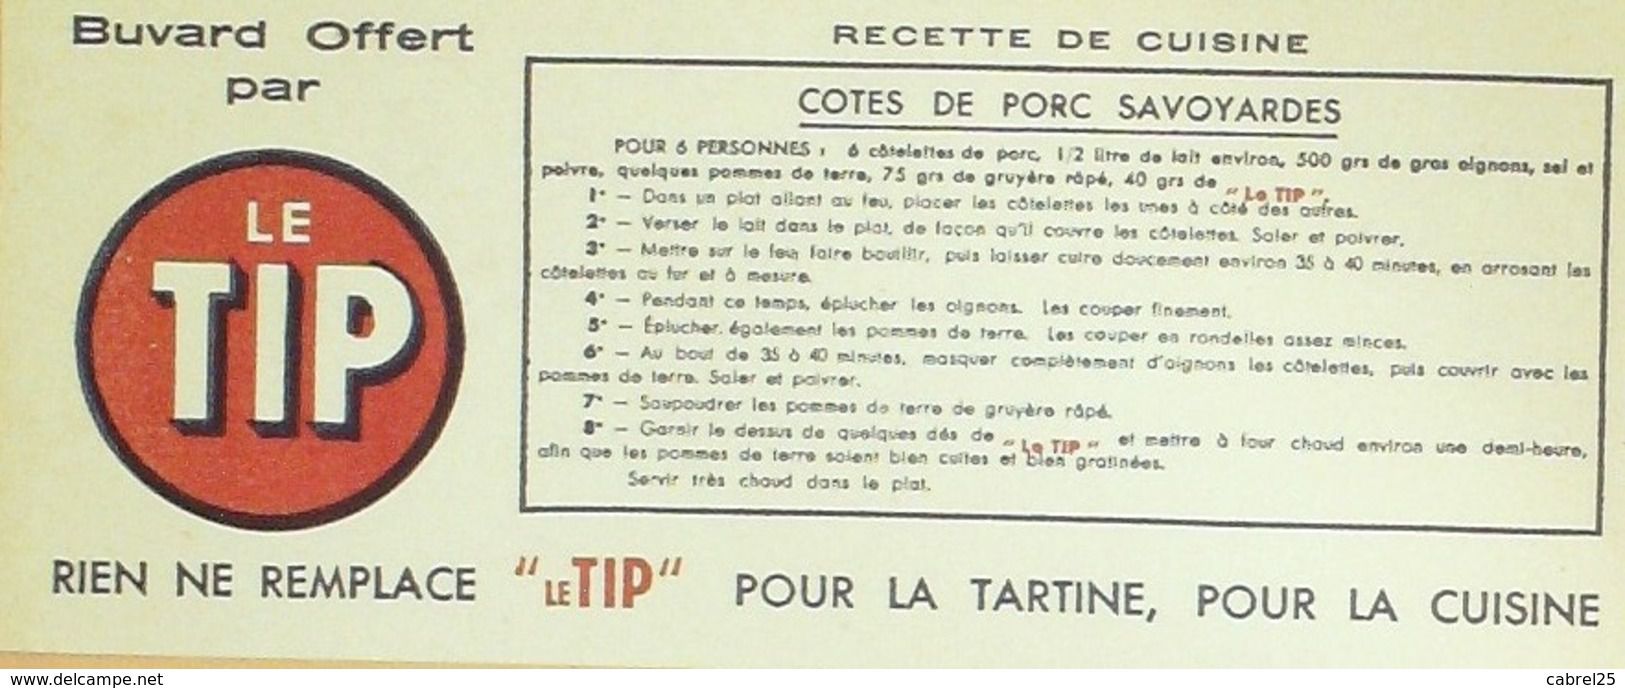 Buvard Offert
par
LE
TIP
RECETTE DE CUISINE
COTES DE PORC SAVOYARDES
POUR 6 PERSONNES : 6 côtelettes de porc, 1/2 litre de lait environ, 500 grs de gros oignons, sel et
poivre, quelques pommes de terre, 75 grs de gruyère râpé, 40 grs de "Le TIP".
1° — Dans un plat allant au feu, placer les côtelettes les unes à côté des autres.
2° — Verser le lait dans le plat, de façon qu'il couvre les côtelettes. Saler et poivrer.
3° — Mettre sur le feu, faire bouillir, puis laisser cuire doucement environ 35 à 40 minutes, en arrosant les
côtelettes au fur et à mesure.
4° — Pendant ce temps, éplucher les oignons. Les couper finement.
5° — Éplucher également les pommes de terre. Les couper en rondelles assez minces.
6° — Au bout de 35 à 40 minutes, masquer complètement d'oignons les côtelettes, puis couvrir avec les
pommes de terre. Saler et poivrer.
7° — Saupoudrer les pommes de terre de gruyère râpé.
8° — Garnir le dessus de quelques dés de "Le TIP" et mettre à four chaud environ une demi-heure,
afin que les pommes de terre soient bien cuites et bien gratinées.
Servir très chaud dans le plat.
RIEN NE REMPLACE "LE TIP" POUR LA TARTINE, POUR LA CUISINE
www.delcampe.net
cabrel25